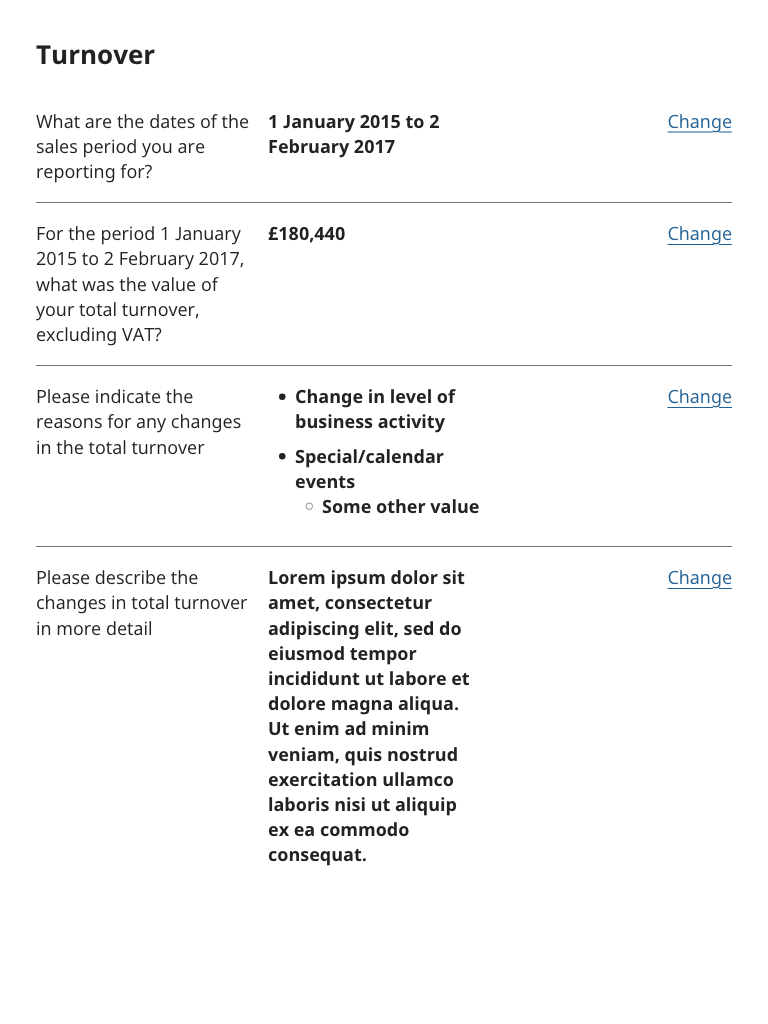 Turnover
What are the dates of the
sales period you are
reporting for?
1 January 2015 to 2
February 2017
Change
For the period 1 January
2015 to 2 February 2017,
what was the value of
your total turnover,
excluding VAT?
£180,440
Change
Please indicate the
reasons for any changes
in the total turnover
• Change in level of
business activity
• Special/calendar
events
○ Some other value
Change
Please describe the
changes in total turnover
in more detail
Lorem ipsum dolor sit
amet, consectetur
adipiscing elit, sed do
eiusmod tempor
incididunt ut labore et
dolore magna aliqua.
Ut enim ad minim
veniam, quis nostrud
exercitation ullamco
laboris nisi ut aliquip
ex ea commodo
consequat.
Change